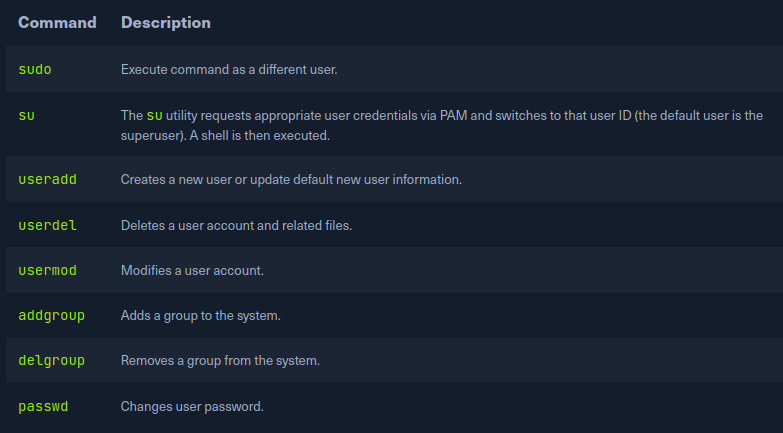 Command Description
sudo Execute command as a different user.
su The su utility requests appropriate user credentials via PAM and switches to that user ID (the default user is the
superuser). A shell is then executed.
useradd Creates a new user or update default new user information.
userdel Deletes a user account and related files.
usermod Modifies a user account.
addgroup Adds a group to the system.
delgroup Removes a group from the system.
passwd Changes user password.